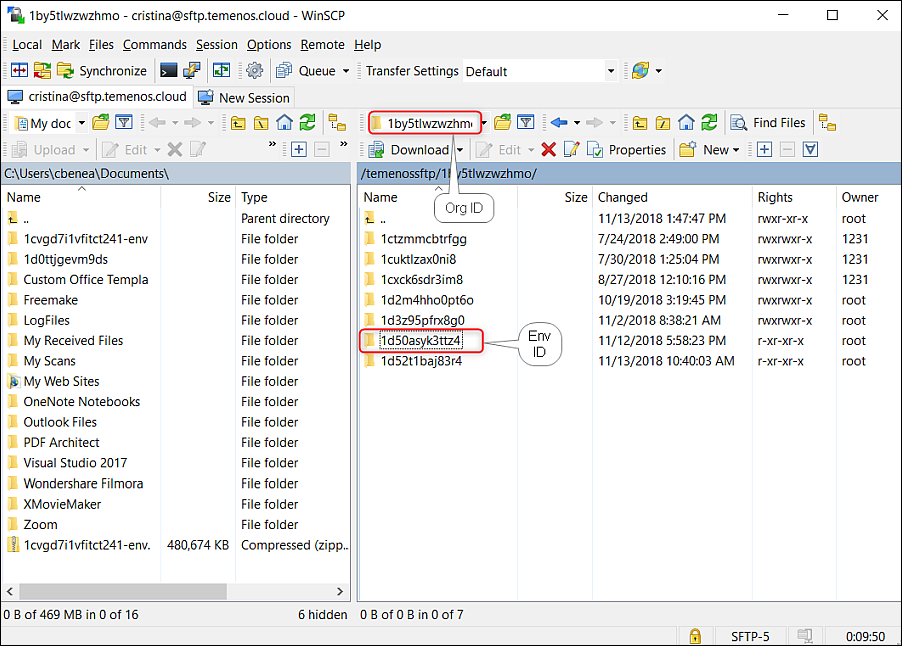 1by5tlwzwzhmo - cristina@sftp.temenos.cloud - WinSCP
Local Mark Files Commands Session Options Remote Help
Synchronize Queue Transfer Settings Default
cristina@sftp.temenos.cloud New Session
My doc 1by5tlwzwzhmo Find Files
Upload Edit » » Download Edit Properties New
C:\Users\cbenea\Documents\ /temenossftp/1by5tlwzwzhmo/
Name Size Type
.. Parent directory
1cvgd7i1vfitct241-env File folder
1d0ttjgevm9ds File folder
Custom Office Templa File folder
Freemake File folder
LogFiles File folder
My Received Files File folder
My Scans File folder
My Web Sites File folder
OneNote Notebooks File folder
Outlook Files File folder
PDF Architect File folder
Visual Studio 2017 File folder
Wondershare Filmora File folder
XMovieMaker File folder
Zoom File folder
1cvgd7i1vfitct241-env. 480,674 KB Compressed (zipp...
Name Size Changed Rights Owner
Org ID
.. 11/13/2018 1:47:47 PM rwxr-xr-x root
1ctzmmcbtrfgg 7/24/2018 2:49:00 PM rwxrwxr-x 1231
1cuktlzax0ni8 7/30/2018 1:25:04 PM rwxrwxr-x 1231
1cxck6sdr3im8 8/27/2018 12:10:16 PM rwxrwxr-x 1231
1d2m4hho0pt6o 10/19/2018 3:19:45 PM rwxrwxr-x root
1d3z95pfrx8g0 11/2/2018 8:38:21 AM rwxrwxr-x root
1d50asyk3ttz4 11/12/2018 5:58:23 PM r-xr-xr-x root
Env
ID
1d52t1baj83r4 11/13/2018 10:40:03 AM r-xr-xr-x root
0 B of 469 MB in 0 of 16 6 hidden 0 B of 0 B in 0 of 7
SFTP-5 0:09:50